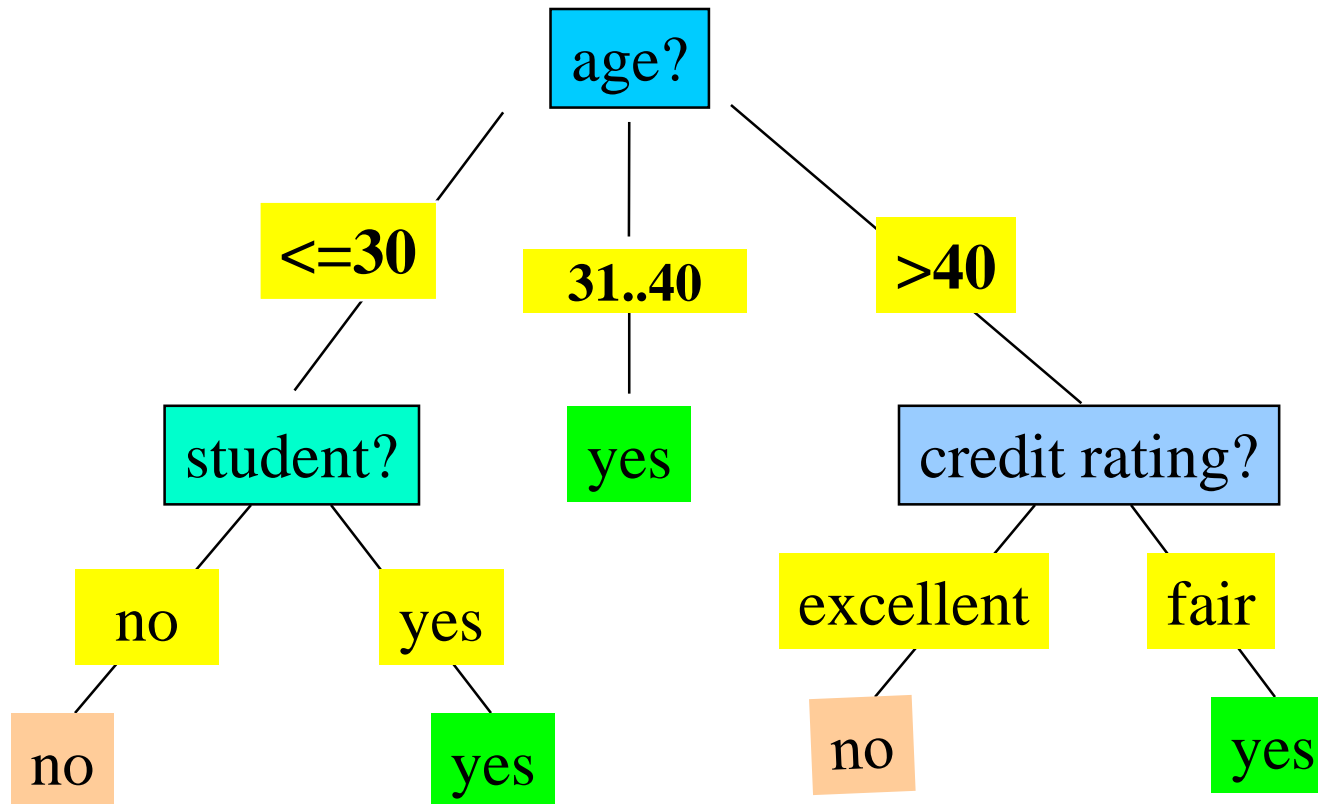 age?
<=30
31..40
>40
student?
yes
credit rating?
no
yes
excellent
fair
no
yes
no
yes